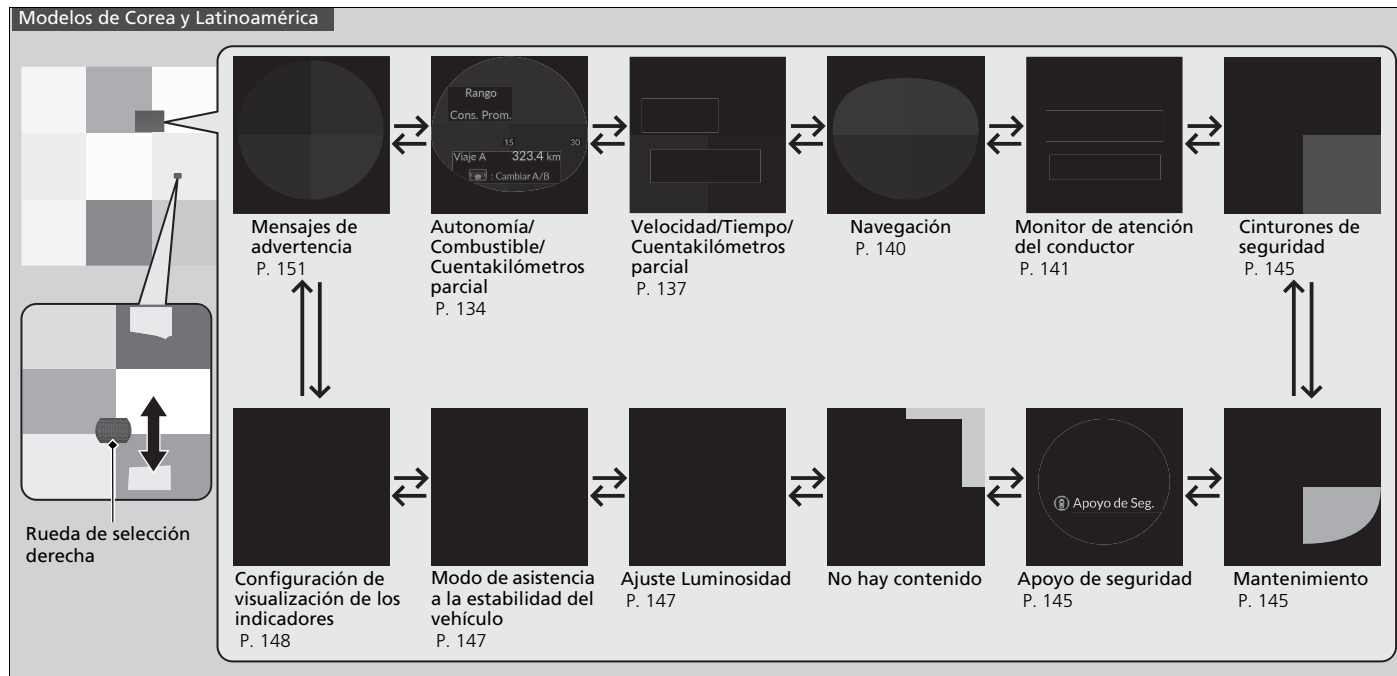 Modelos de Corea y Latinoamérica
Rango
Cons. Prom.
15 30
Viaje A 323.4 km
: Cambiar A/B
Mensajes de
advertencia
P. 151
Autonomía/
Combustible/
Cuentakilómetros
parcial
P. 134
Velocidad/Tiempo/
Cuentakilómetros
parcial
P. 137
Navegación
P. 140
Monitor de atención
del conductor
P. 141
Cinturones de
seguridad
P. 145
Rueda de selección
derecha
Configuración de
visualización de los
indicadores
P. 148
Modo de asistencia
a la estabilidad del
vehículo
P. 147
Ajuste Luminosidad
P. 147
No hay contenido
Apoyo de Seg.
Apoyo de seguridad
P. 145
Mantenimiento
P. 145